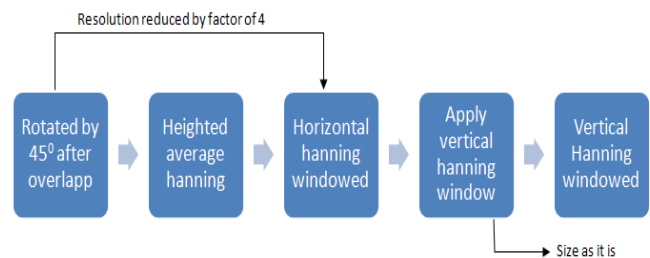 Resolution reduced by factor of 4
Rotated by
45⁰ after
overlapp
Heighted
average
hanning
Horizontal
hanning
windowed
Apply
vertical
hanning
window
Vertical
Hanning
windowed
Size as it is